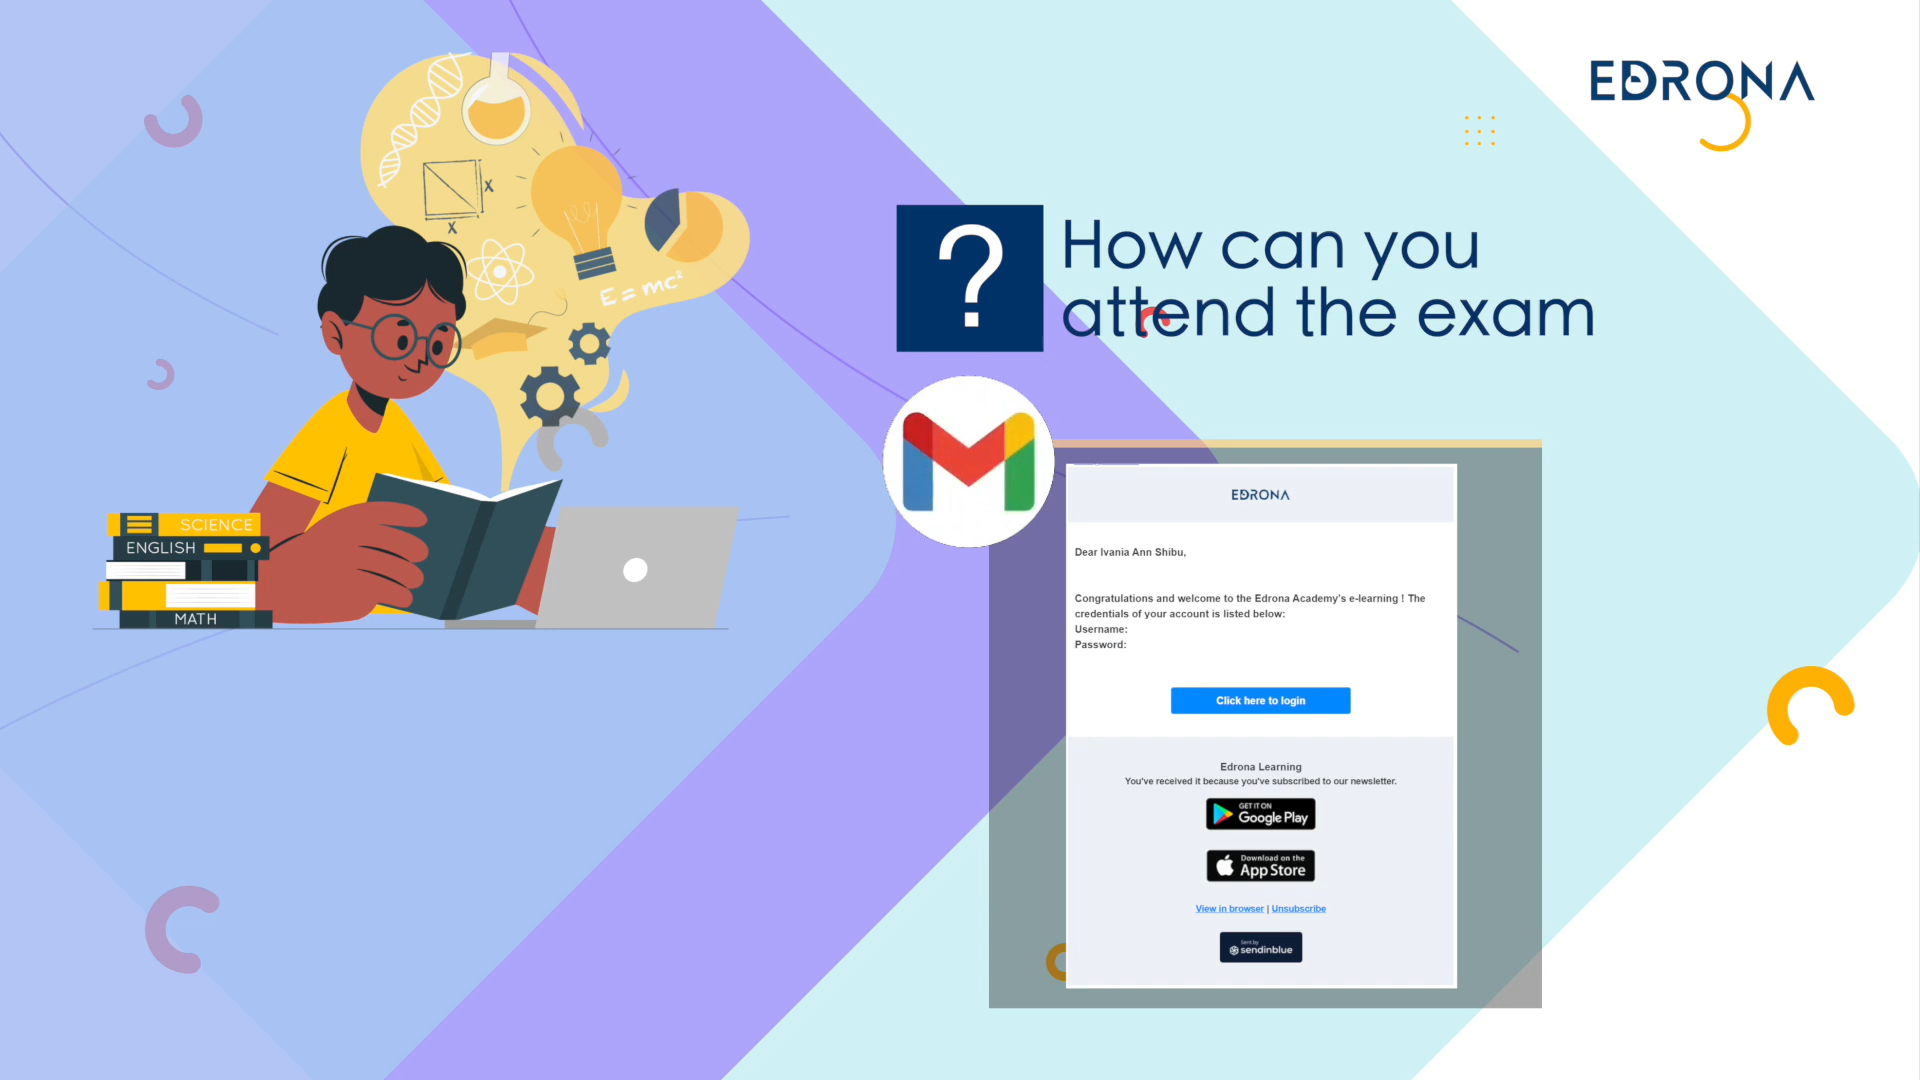 EDRONA
?
How can you
attend the exam
X
X
E = mc²
SCIENCE
ENGLISH
MATH
EDRONA
Dear Ivania Ann Shibu,
Congratulations and welcome to the Edrona Academy's e-learning ! The
credentials of your account is listed below:
Username:
Password:
Click here to login
Edrona Learning
You've received it because you've subscribed to our newsletter.
GET IT ON
Google Play
Download on the
App Store
View in browser | Unsubscribe
Sent by
sendinblue